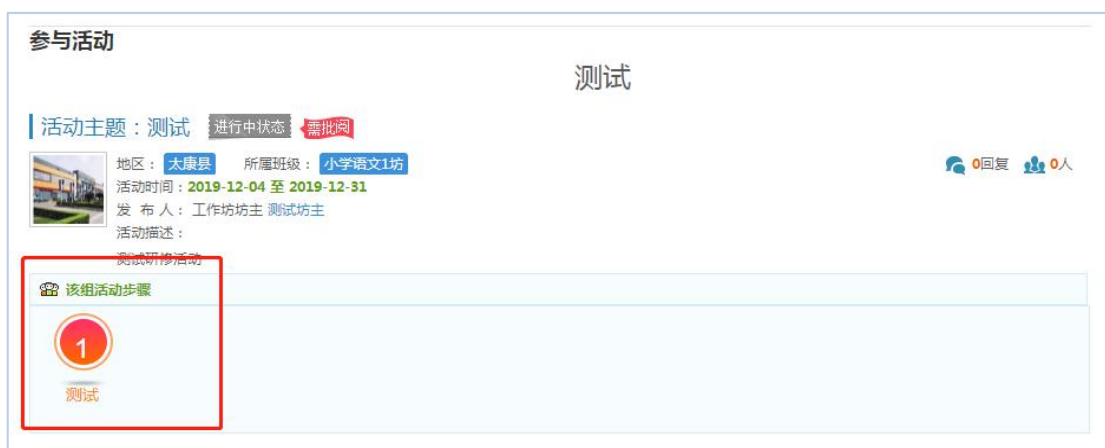 参与活动
测试
活动主题：测试 进行中状态 需批阅
地区： 太康县 所属班级： 小学语文1坊 0回复 0人
活动时间：2019-12-04 至 2019-12-31
发 布 人： 工作坊坊主 测试坊主
活动描述：
测试研修活动
该组活动步骤
1
测试